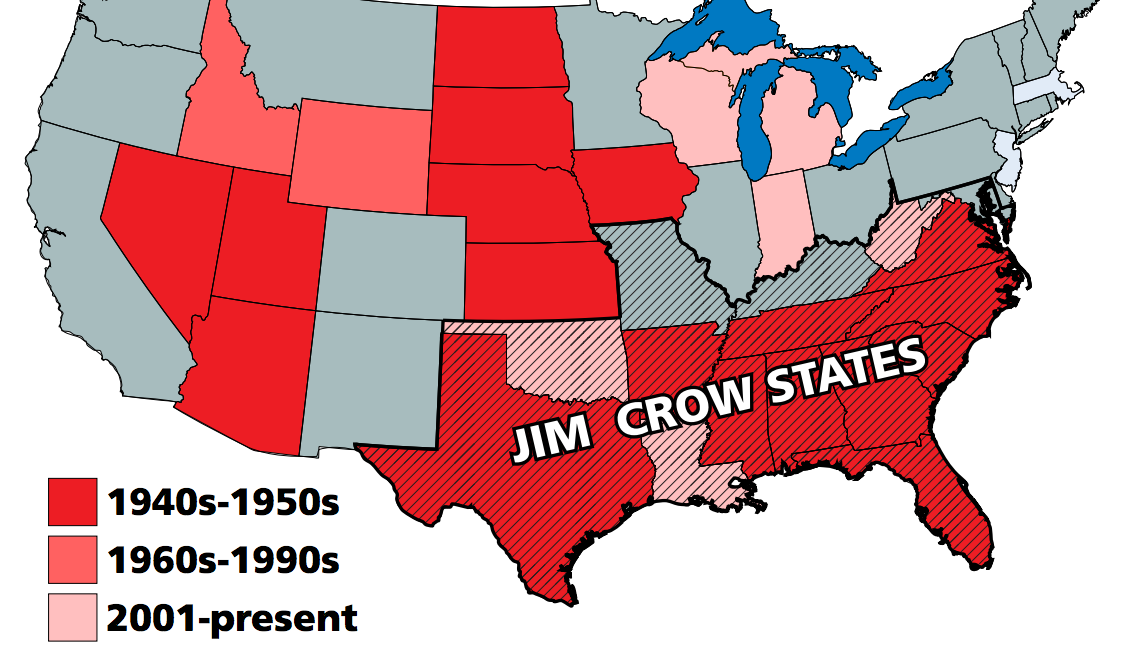 JIM CROW STATES
1940s-1950s
1960s-1990s
2001-present